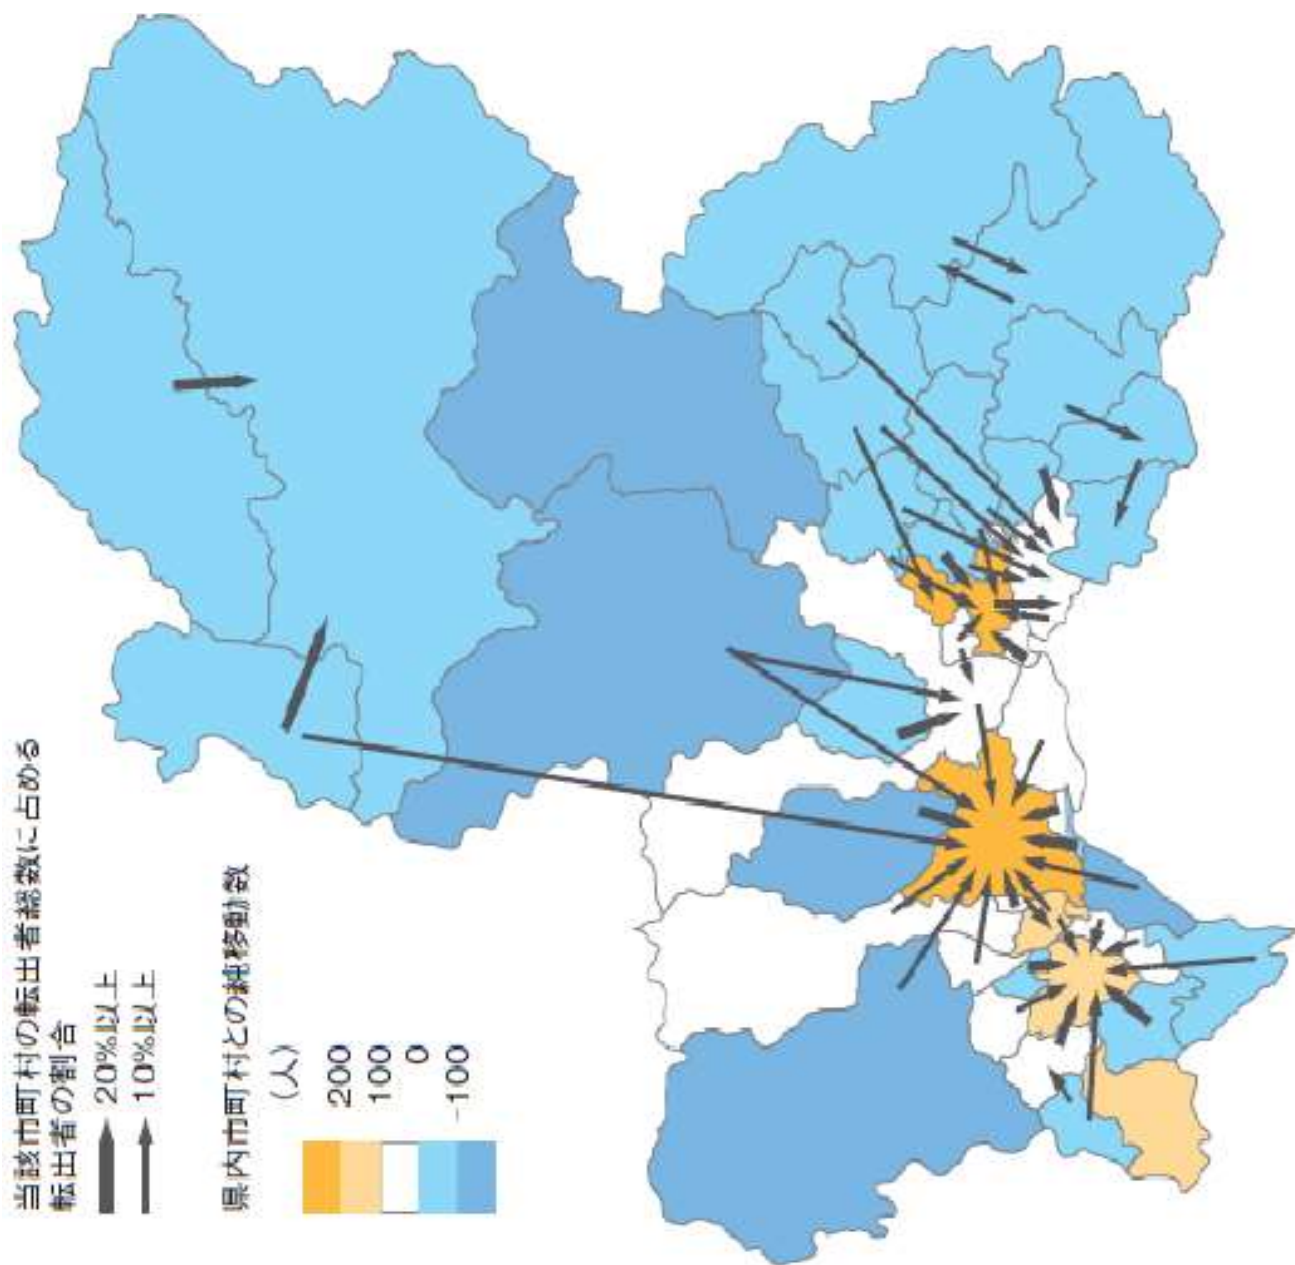 当該市町村の転出者総数に占める
転出者の割合
20%以上
10%以上
県内市町村との純移動数
(人)
200
100
0
-100